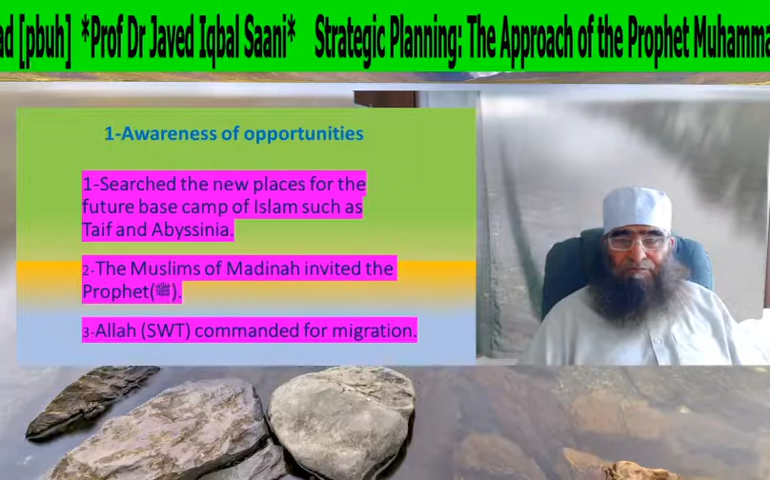 ad [pbuh] *Prof Dr Javed Iqbal Saani* Strategic Planning: The Approach of the Prophet Muhamma
1-Awareness of opportunities
1-Searched the new places for the
future base camp of Islam such as
Taif and Abyssinia.
2-The Muslims of Madinah invited the
Prophet(ﷺ).
3-Allah (SWT) commanded for migration.